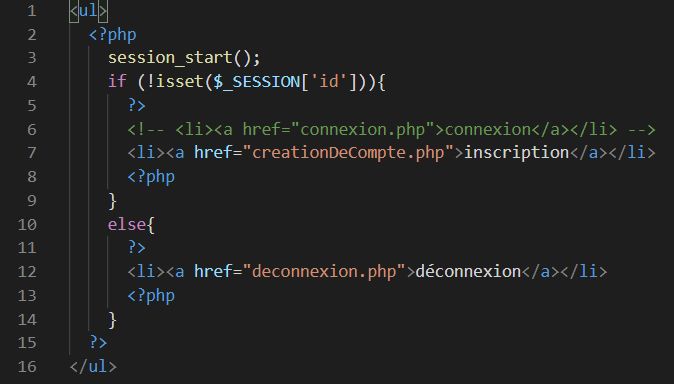 1 <ul>
2 <?php
3 session_start();
4 if (!isset($_SESSION['id'])){
5 ?>
6 <!-- <li><a href="connexion.php">connexion</a></li> -->
7 <li><a href="creationDeCompte.php">inscription</a></li>
8 <?php
9 }
10 else{
11 ?>
12 <li><a href="deconnexion.php">déconnexion</a></li>
13 <?php
14 }
15 ?>
16 </ul>